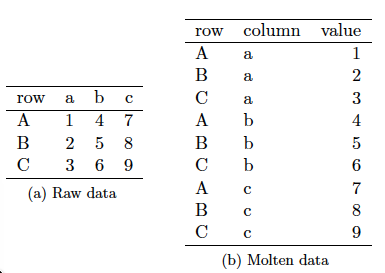 row a b c
A 1 4 7
B 2 5 8
C 3 6 9
(a) Raw data
row column value
A a 1
B a 2
C a 3
A b 4
B b 5
C b 6
A c 7
B c 8
C c 9
(b) Molten data